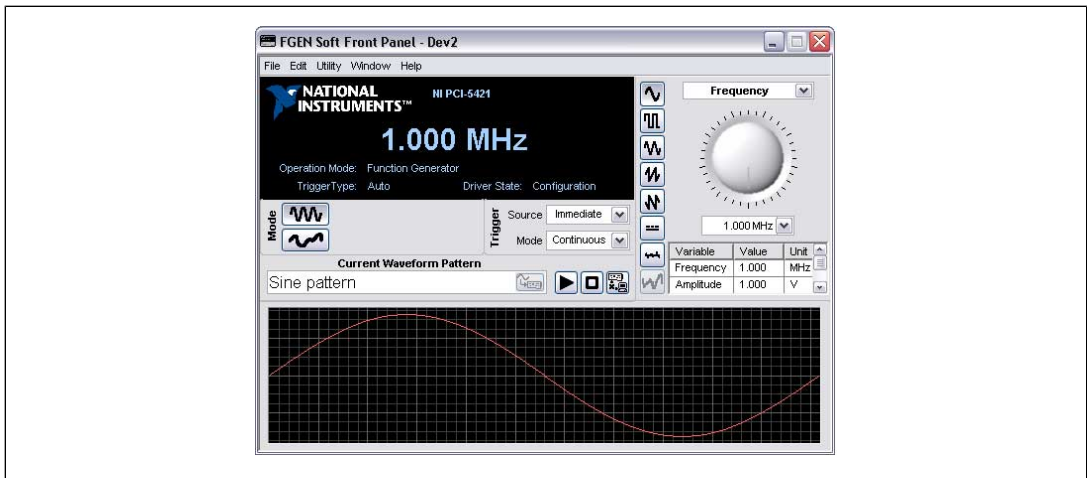 FGEN Soft Front Panel - Dev2
File Edit Utility Window Help
NATIONAL INSTRUMENTS™
NI PCI-5421
1.000 MHz
Operation Mode: Function Generator
TriggerType: Auto
Driver State: Configuration
Mode
Trigger
Source Immediate
Mode Continuous
Current Waveform Pattern
Sine pattern
Frequency
1.000 MHz
Variable Value Unit
Frequency 1.000 MHz
Amplitude 1.000 V